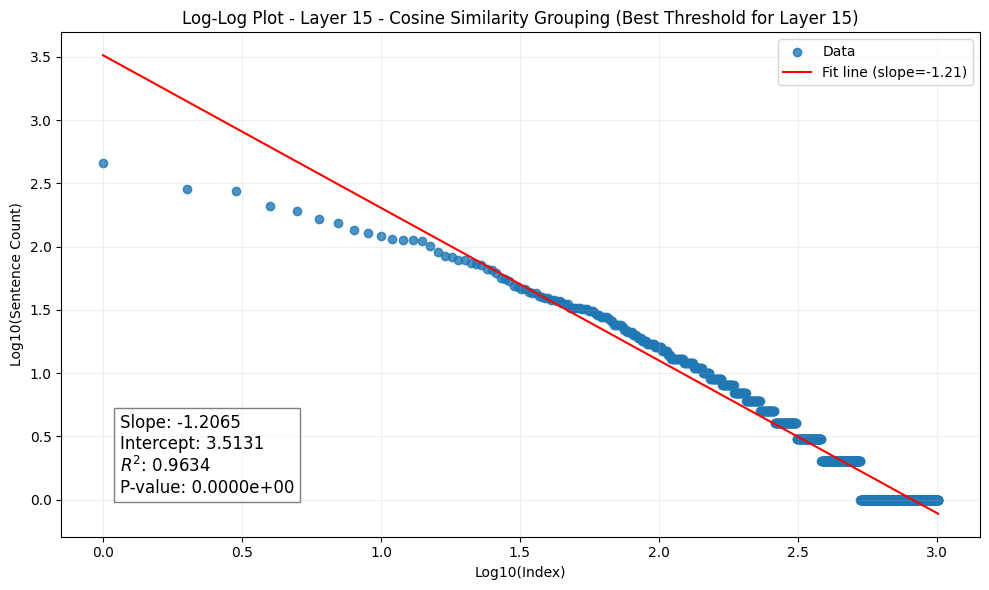 Log-Log Plot - Layer 15 - Cosine Similarity Grouping (Best Threshold for Layer 15)
Data
Fit line (slope=-1.21)
Log10(Sentence Count)
3.5
3.0
2.5
2.0
1.5
1.0
0.5
0.0
Slope: -1.2065
Intercept: 3.5131
R²: 0.9634
P-value: 0.0000e+00
0.0
0.5
1.0
1.5
2.0
2.5
3.0
Log10(Index)